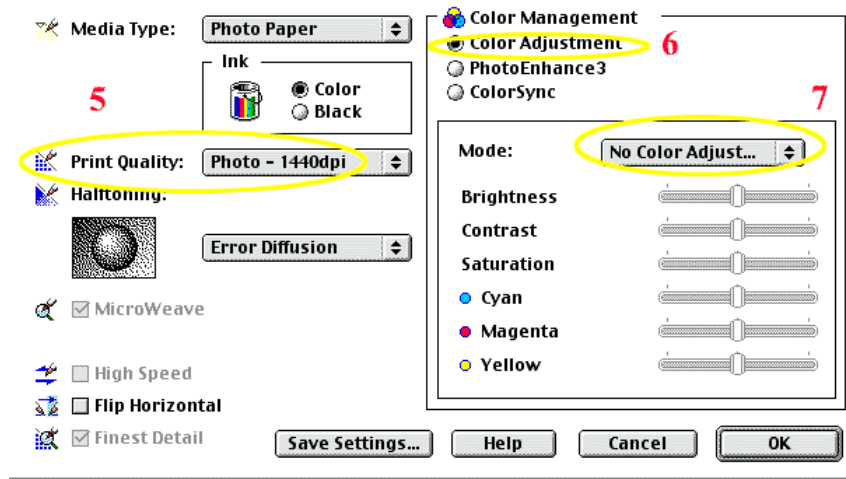 Media Type: Photo Paper
Ink
Color
Black
5
Print Quality: Photo - 1440dpi
Halftoning:
Error Diffusion
MicroWeave
High Speed
Flip Horizontal
Finest Detail
Color Management
Color Adjustment 6
PhotoEnhance3
ColorSync
7
Mode: No Color Adjust...
Brightness
Contrast
Saturation
Cyan
Magenta
Yellow
Save Settings... Help Cancel OK